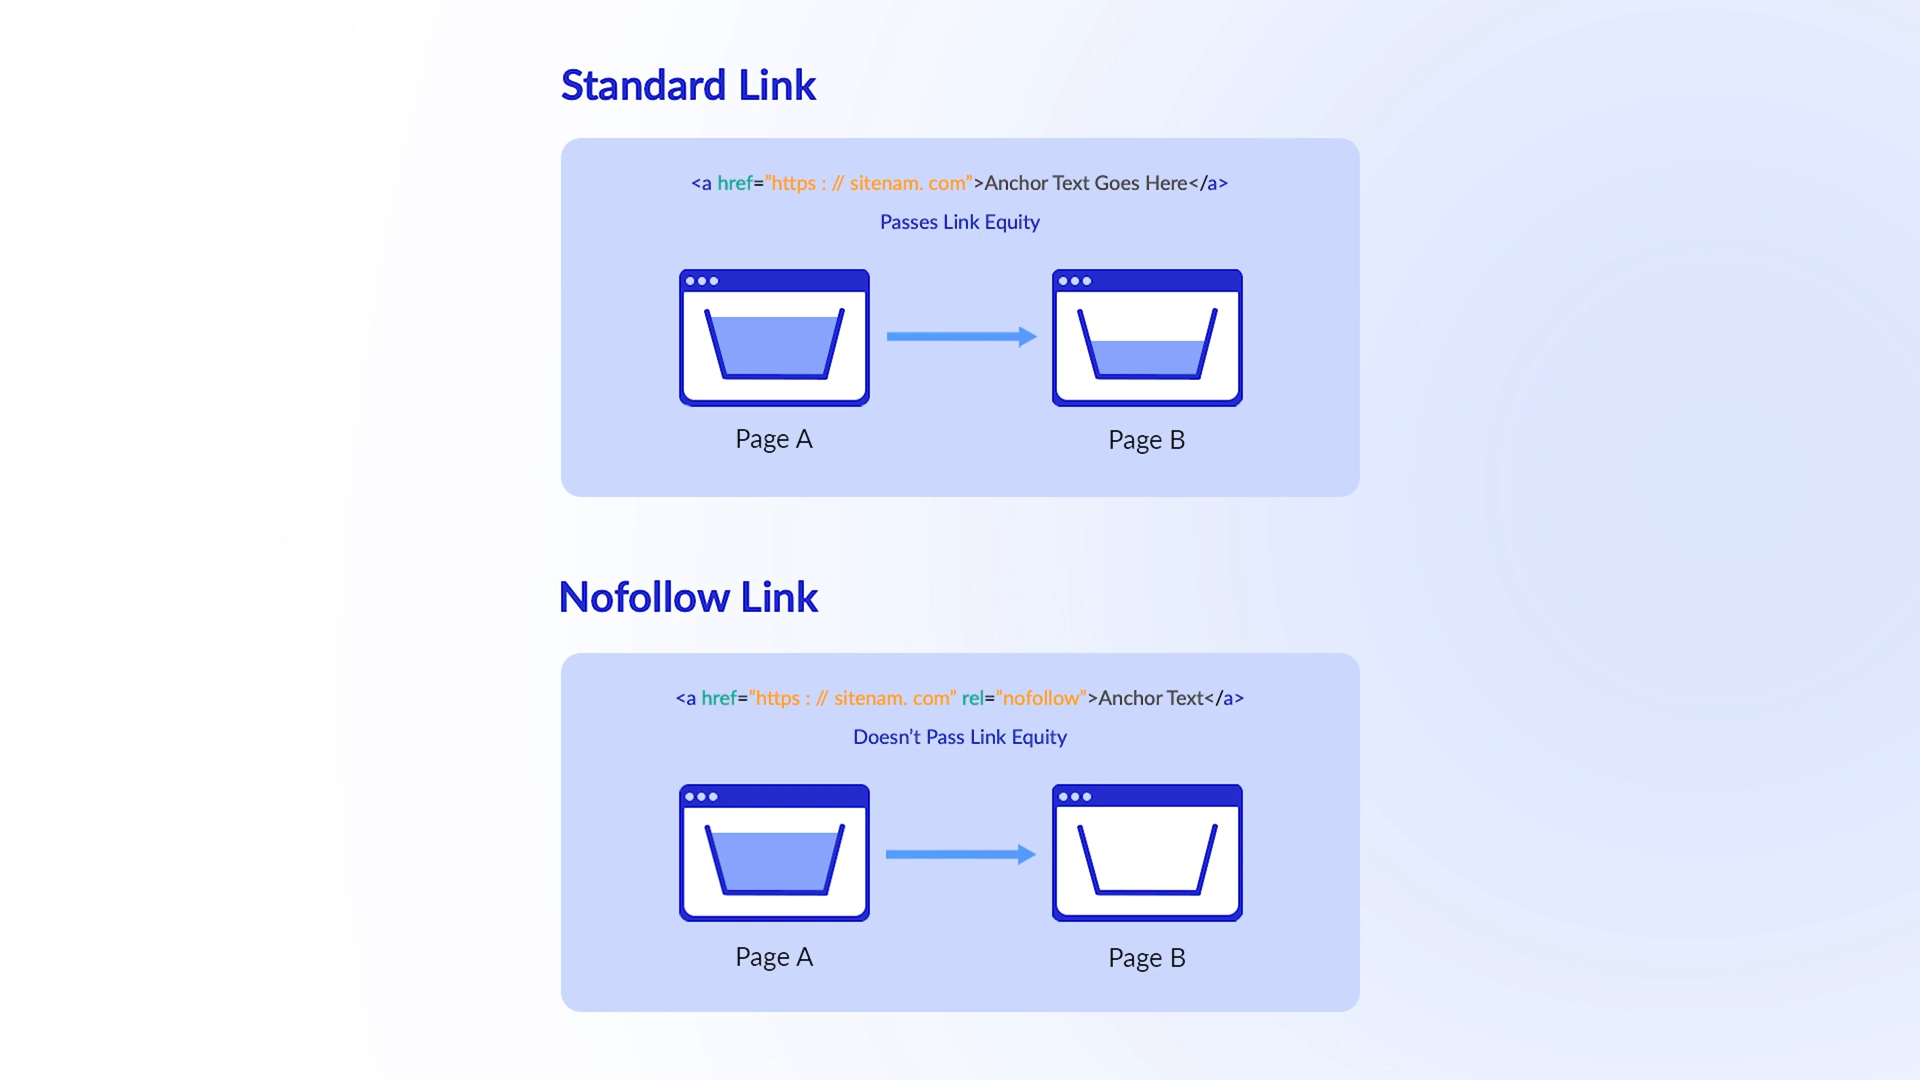 Standard Link
<a href="https : // sitenam. com">Anchor Text Goes Here</a>
Passes Link Equity
Page A
Page B
Nofollow Link
<a href="https : // sitenam. com" rel="nofollow">Anchor Text</a>
Doesn't Pass Link Equity
Page A
Page B